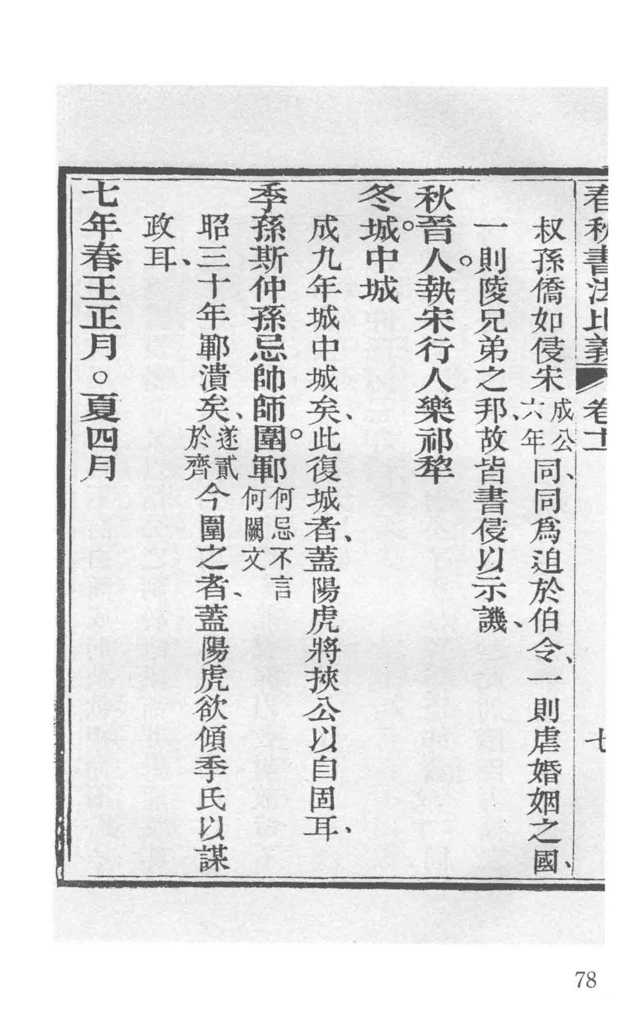 春秋書法比義 卷十一 七
叔孫僑如侵宋成公六年同、同爲迫於伯令、一則虐婚姻之國、
一則陵兄弟之邦、故皆書侵以示譏、
秋晉人。執宋行人樂祁犂
冬。城中城
成九年城中城矣、此復城者、蓋陽虎將挾公以自固耳、
季孫斯仲孫忌帥師圍。鄆何忌不言何闕文
昭三十年鄆潰矣、遂貳於齊今圍之者、蓋陽虎欲傾季氏以謀
政耳、
七年春王正月。夏四月
78